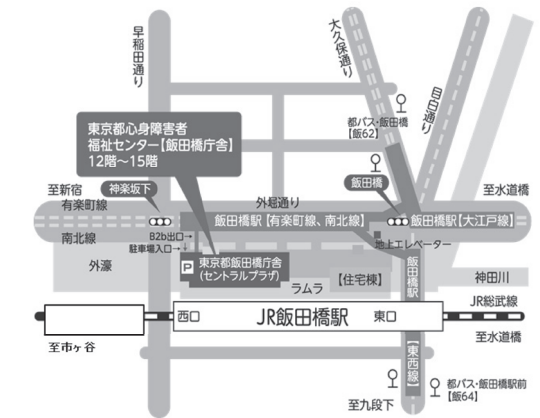 早稲田通り
大久保通り
目白通り
都バス・飯田橋
【飯62】
東京都心身障害者
福祉センター【飯田橋庁舎】
12階～15階
至新宿
神楽坂下
飯田橋
至水道橋
有楽町線
外堀通り
飯田橋駅【有楽町線、南北線】
飯田橋駅【大江戸線】
南北線
B2b出口→
駐車場入口→
地上エレベーター
外濠
P
東京都飯田橋庁舎
(セントラルプラザ)
ラムラ
【住宅棟】
飯田橋駅
【東西線】
神田川
JR総武線
西口
JR飯田橋駅
東口
至水道橋
至市ヶ谷
至九段下
都バス・飯田橋駅前
【飯64】